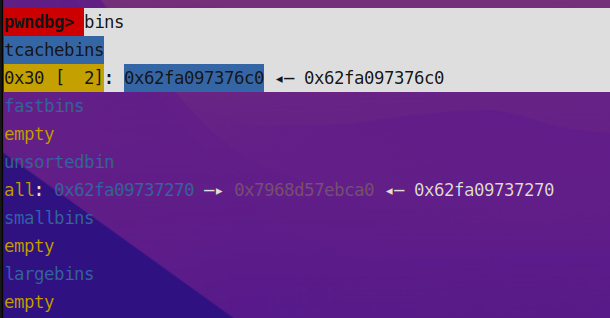 pwndbg> bins
tcachebins
0x30 [  2]: 0x62fa097376c0 ◂— 0x62fa097376c0
fastbins
empty
unsortedbin
all: 0x62fa09737270 —▸ 0x7968d57ebca0 ◂— 0x62fa09737270
smallbins
empty
largebins
empty